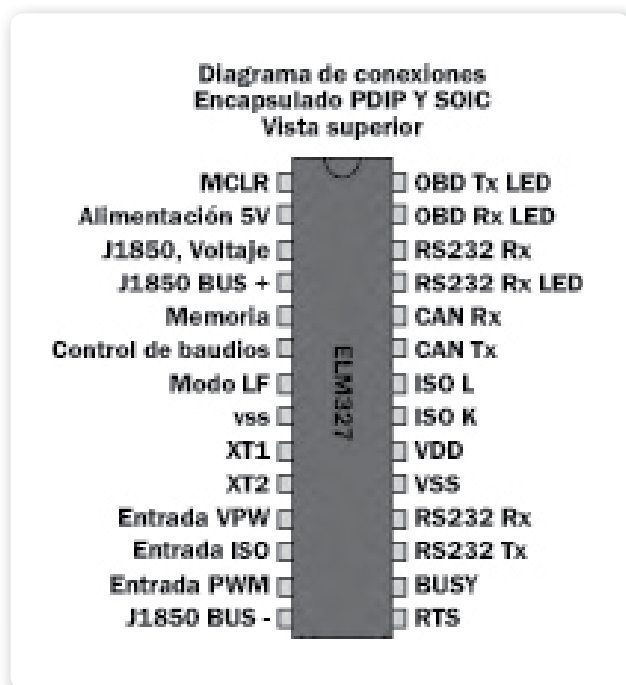 Diagrama de conexiones
Encapsulado PDIP Y SOIC
Vista superior
MCLR
Alimentación 5V
J1850, Voltaje
J1850 BUS +
Memoria
Control de baudios
Modo LF
vss
XT1
XT2
Entrada VPW
Entrada ISO
Entrada PWM
J1850 BUS -
ELM327
OBD Tx LED
OBD Rx LED
RS232 Rx
RS232 Rx LED
CAN Rx
CAN Tx
ISO L
ISO K
VDD
VSS
RS232 Rx
RS232 Tx
BUSY
RTS